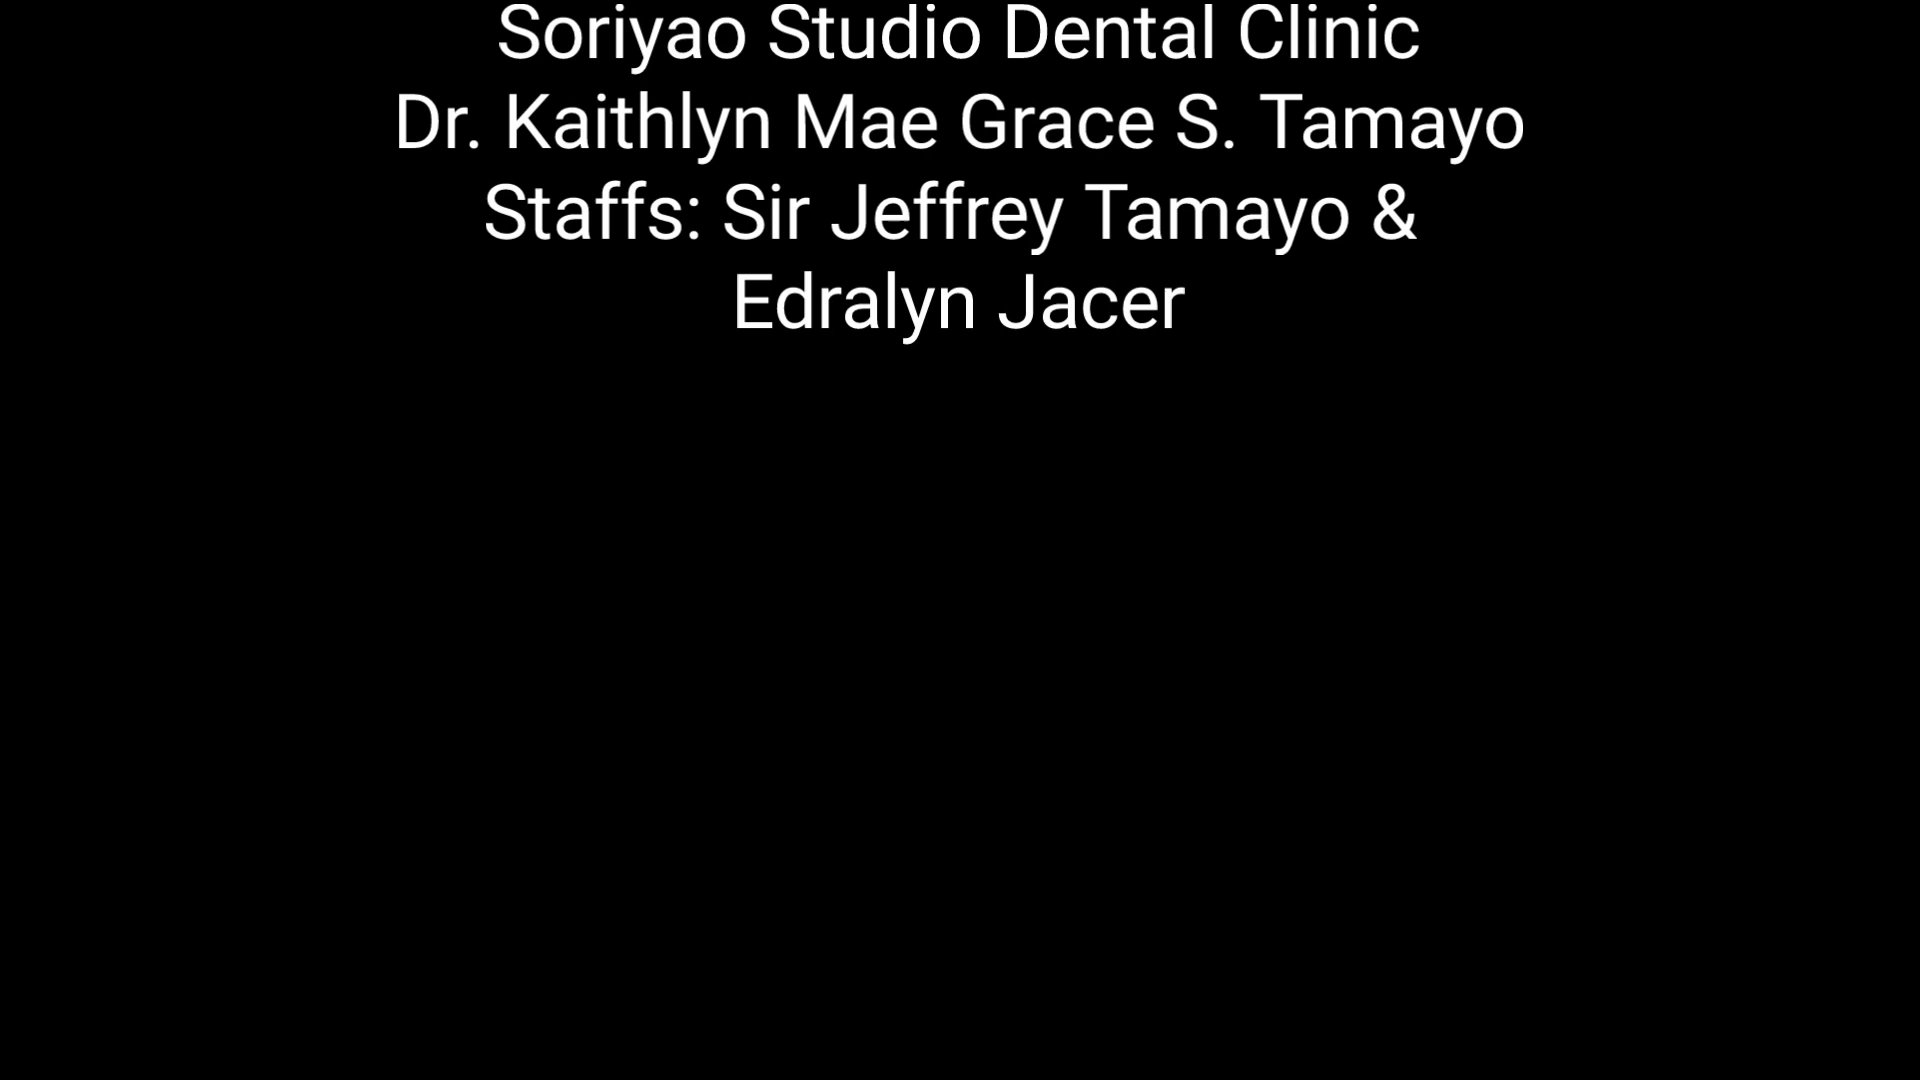 Soriyao Studio Dental Clinic
Dr. Kaithlyn Mae Grace S. Tamayo
Staffs: Sir Jeffrey Tamayo &
Edralyn Jacer